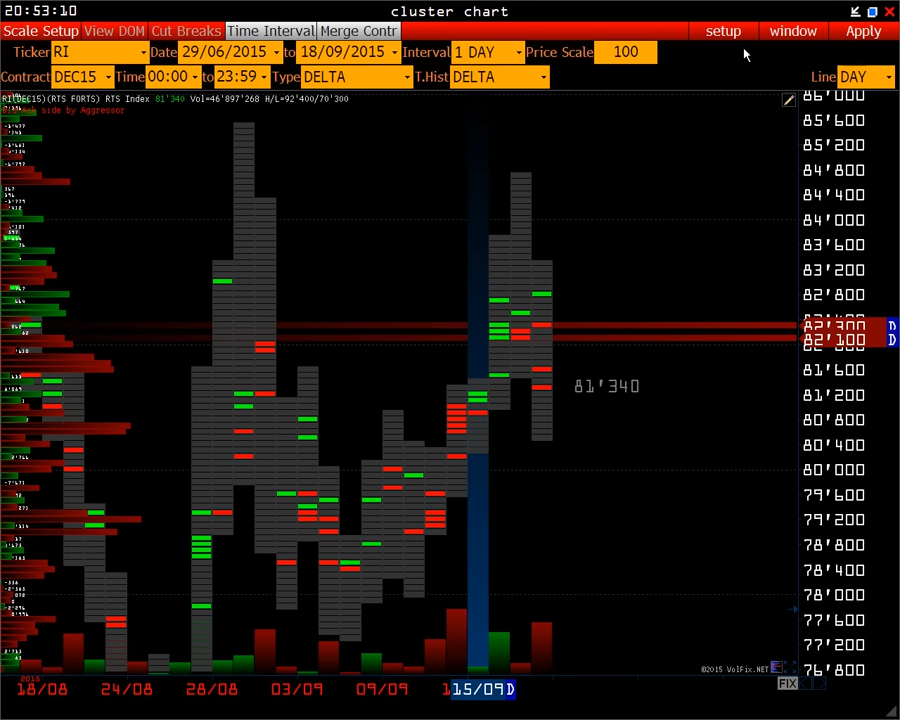 20:53:10 cluster chart
Scale Setup View DOM Cut Breaks Time Interval Merge Contr setup window Apply
Ticker RI Date 29/06/2015 to 18/09/2015 Interval 1 DAY Price Scale 100
Contract DEC15 Time 00:00 to 23:59 Type DELTA T.Hist DELTA Line DAY
RI(DEC15)(RTS FORTS) RTS Index 81'340 Vol=46'897'268 H/L=92'400/70'300
side by Aggressor
86'000
85'600
85'200
84'800
84'400
84'000
83'600
83'200
82'800
82'300 D
82'100 D
81'600
81'340
81'200
80'800
80'400
80'000
79'600
79'200
78'800
78'400
78'000
77'600
77'200
76'800
©2015 VolFix.NET
FIX
2015
18/08 24/08 28/08 03/09 09/09 15/09 D